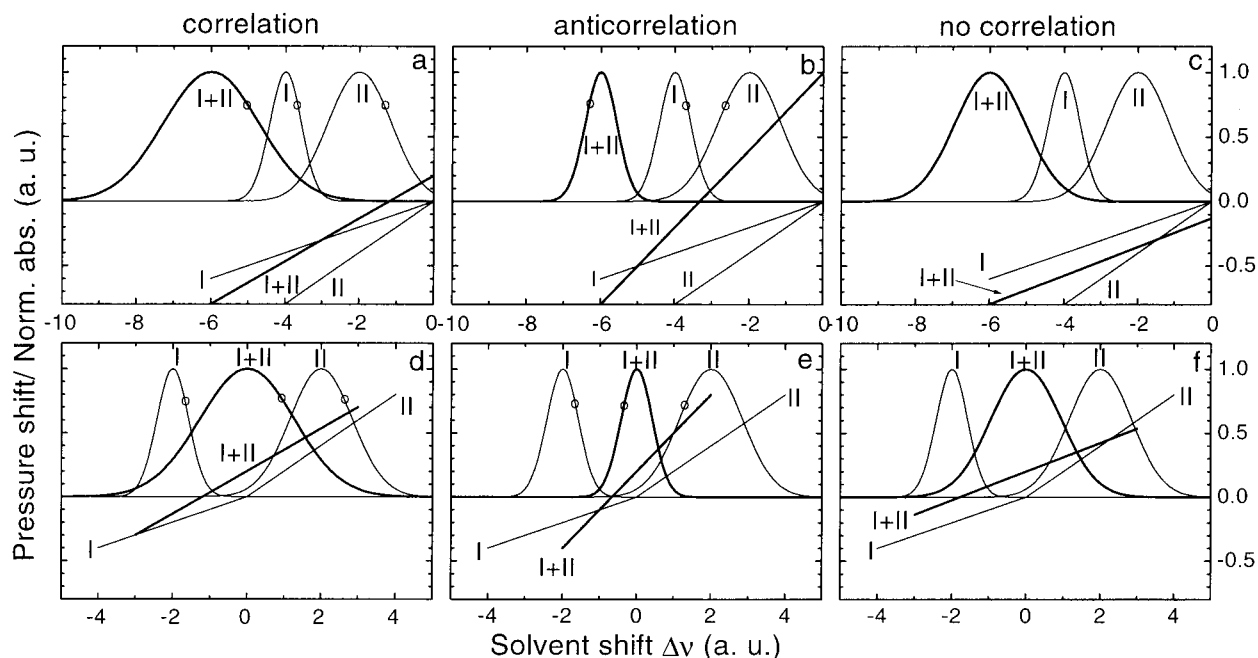 correlation
anticorrelation
no correlation
Pressure shift/ Norm. abs. (a. u.)
a
I+II
I
II
I
I+II
II
-10
-8
-6
-4
-2
0
b
I
II
I+II
I+II
I
II
-10
-8
-6
-4
-2
0
c
I+II
I
II
I
I+II
II
-10
-8
-6
-4
-2
0
1.0
0.5
0.0
-0.5
d
I
I+II
II
II
I+II
I
-4
-2
0
2
4
e
I
I+II
II
II
I
I+II
-4
-2
0
2
4
f
I
I+II
II
II
I+II
I
-4
-2
0
2
4
1.0
0.5
0.0
-0.5
Solvent shift Δν (a. u.)